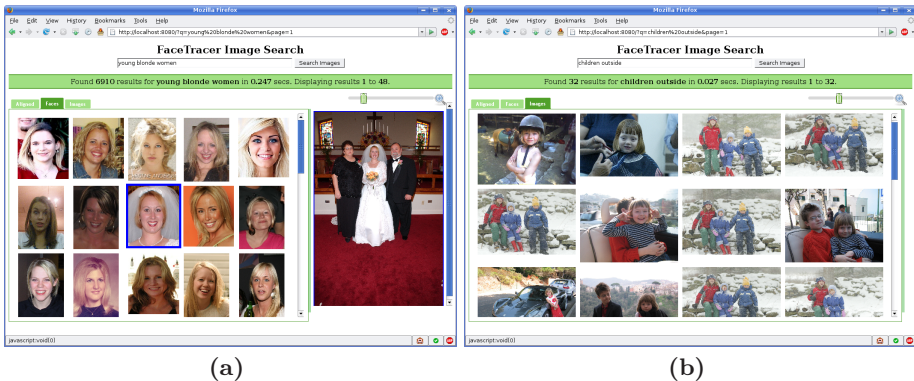 Mozilla Firefox
File Edit View History Bookmarks Tools Help
http://localhost:8080/?q=young%20blonde%20women&page=1
FaceTracer Image Search
young blonde women Search Images
Found 6910 results for young blonde women in 0.247 secs. Displaying results 1 to 48.
Aligned Faces Images
javascript:void(0)
(a)
Mozilla Firefox
File Edit View History Bookmarks Tools Help
http://localhost:8080/?q=children%20outside&page=1
FaceTracer Image Search
children outside Search Images
Found 32 results for children outside in 0.027 secs. Displaying results 1 to 32.
Aligned Faces Images
javascript:void(0)
(b)